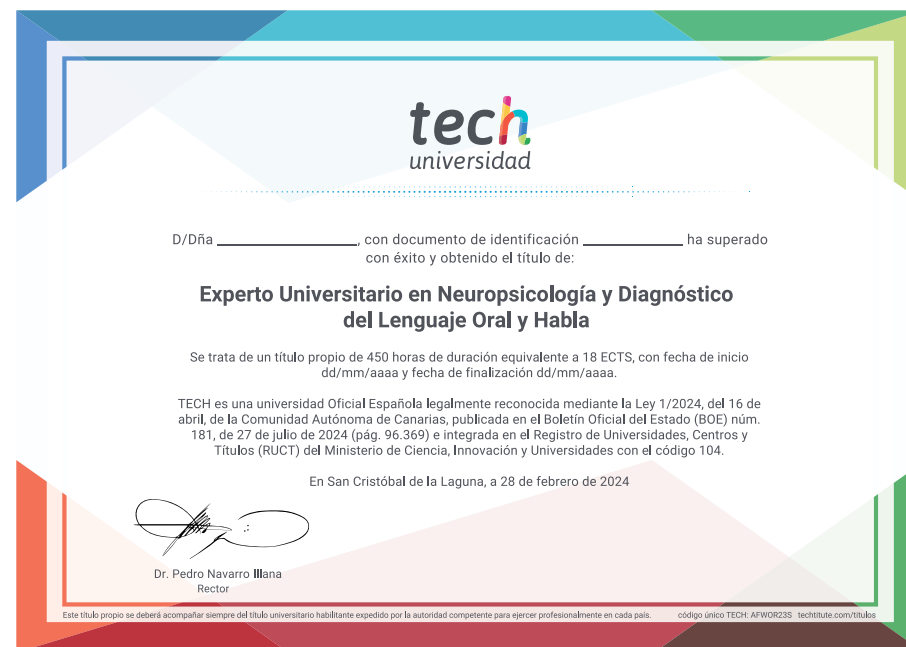 tech
universidad
D/Dña ____________________, con documento de identificación ______________ ha superado
con éxito y obtenido el título de:
Experto Universitario en Neuropsicología y Diagnóstico
del Lenguaje Oral y Habla
Se trata de un título propio de 450 horas de duración equivalente a 18 ECTS, con fecha de inicio
dd/mm/aaaa y fecha de finalización dd/mm/aaaa.
TECH es una universidad Oficial Española legalmente reconocida mediante la Ley 1/2024, del 16 de
abril, de la Comunidad Autónoma de Canarias, publicada en el Boletín Oficial del Estado (BOE) núm.
181, de 27 de julio de 2024 (pág. 96.369) e integrada en el Registro de Universidades, Centros y
Títulos (RUCT) del Ministerio de Ciencia, Innovación y Universidades con el código 104.
En San Cristóbal de la Laguna, a 28 de febrero de 2024
Dr. Pedro Navarro Illana
Rector
Este título propio se deberá acompañar siempre del título universitario habilitante expedido por la autoridad competente para ejercer profesionalmente en cada país. código único TECH: AFWOR23S techtitute.com/titulos